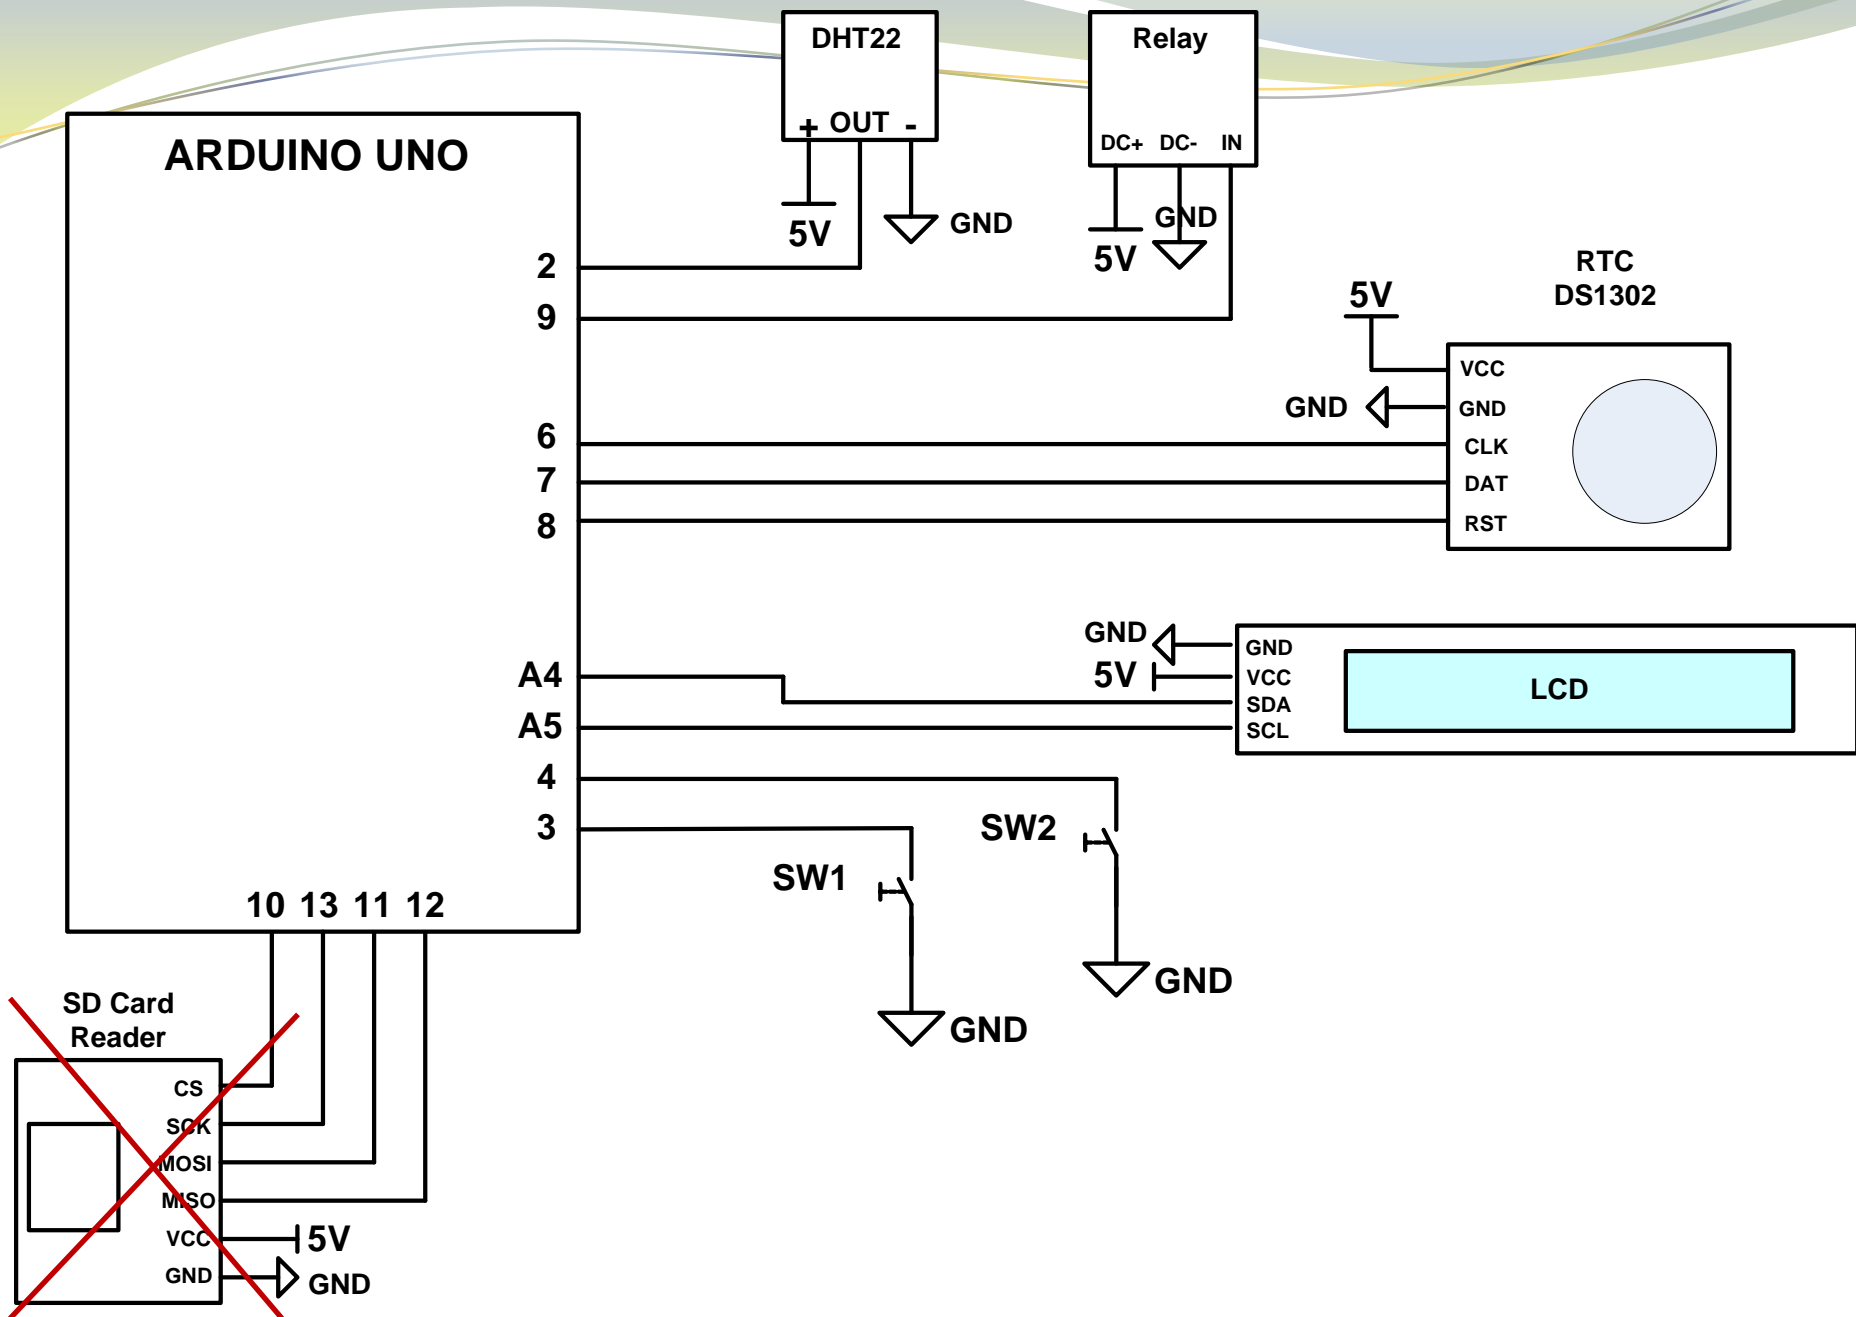 DHT22
+ OUT -
5V
GND
Relay
DC+ DC- IN
5V
GND
ARDUINO UNO
2
9
6
7
8
A4
A5
4
3
10 13 11 12
RTC
DS1302
5V
GND
VCC
GND
CLK
DAT
RST
GND
5V
GND
VCC
SDA
SCL
LCD
SW2
GND
SW1
GND
SD Card
Reader
CS
SCK
MOSI
MISO
VCC
GND
5V
GND